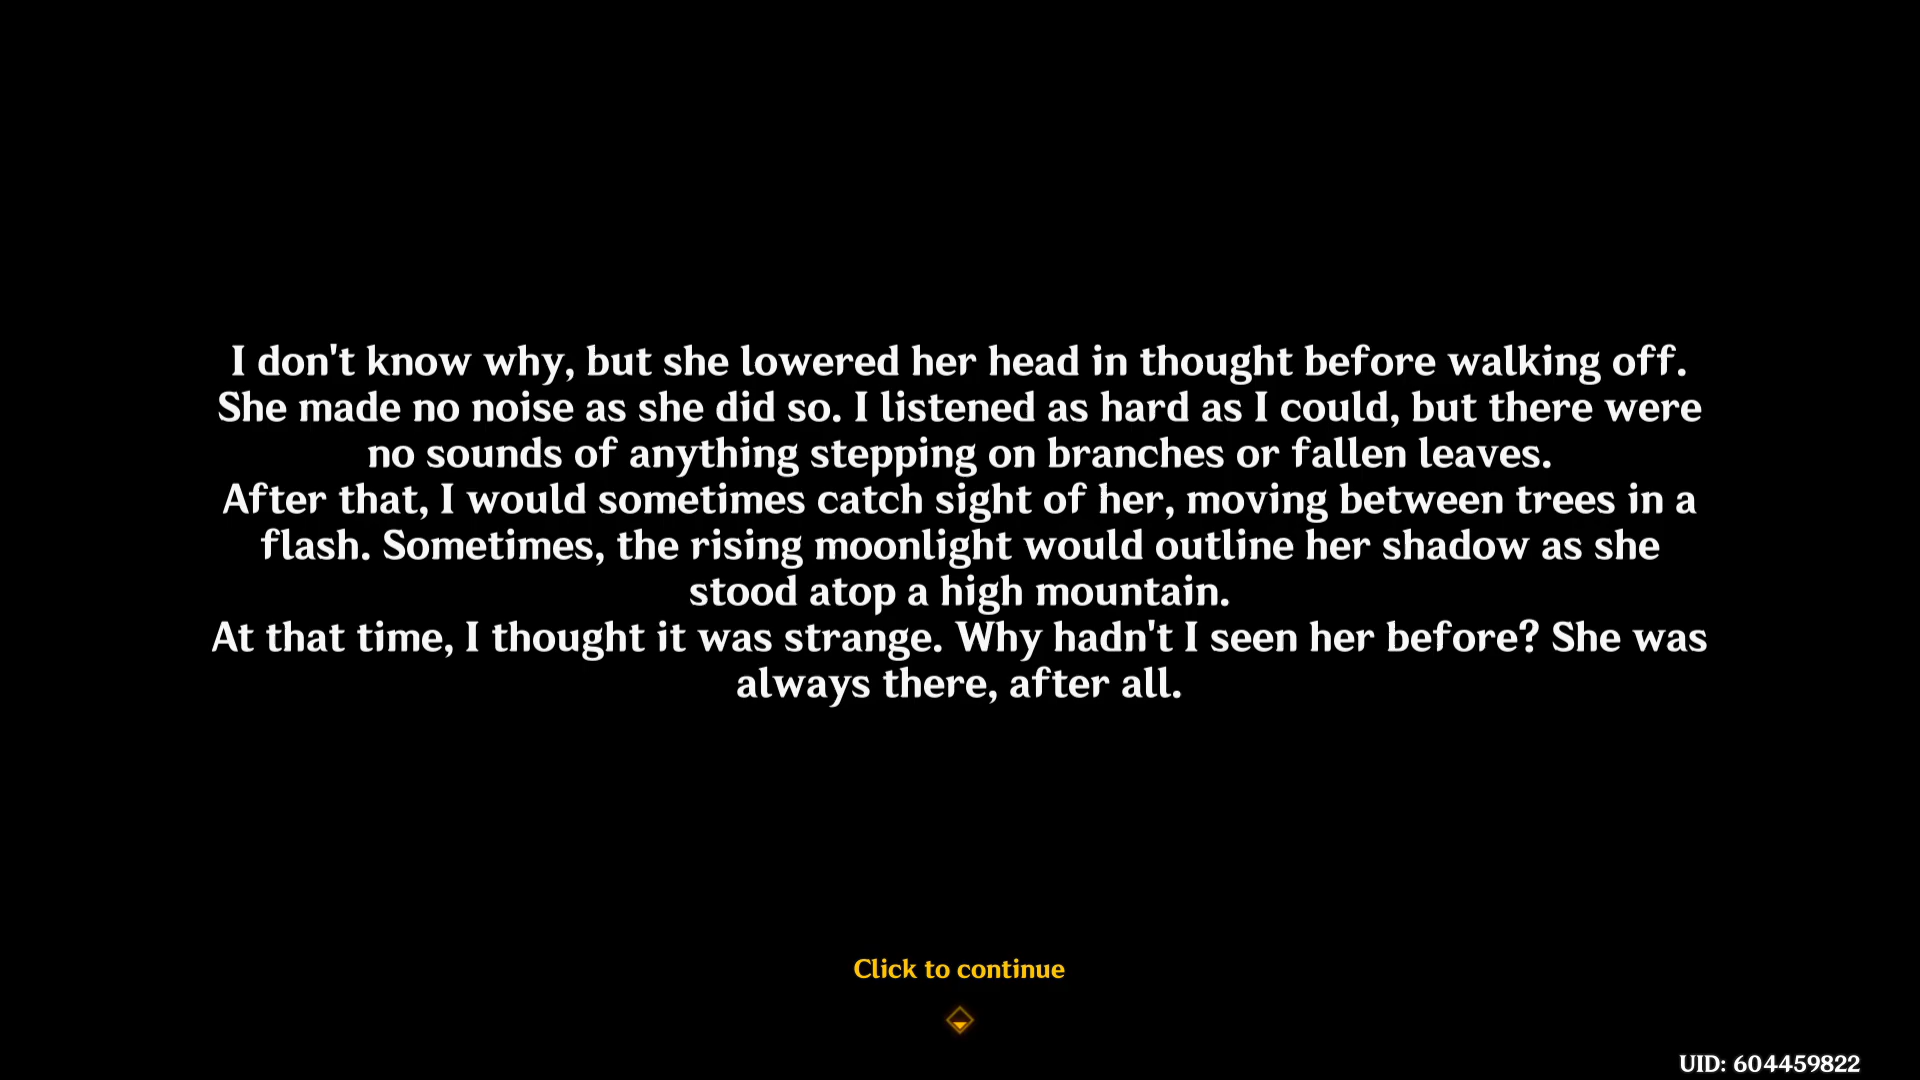 I don't know why, but she lowered her head in thought before walking off.
She made no noise as she did so. I listened as hard as I could, but there were
no sounds of anything stepping on branches or fallen leaves.
After that, I would sometimes catch sight of her, moving between trees in a
flash. Sometimes, the rising moonlight would outline her shadow as she
stood atop a high mountain.
At that time, I thought it was strange. Why hadn't I seen her before? She was
always there, after all.
Click to continue
UID: 604459822